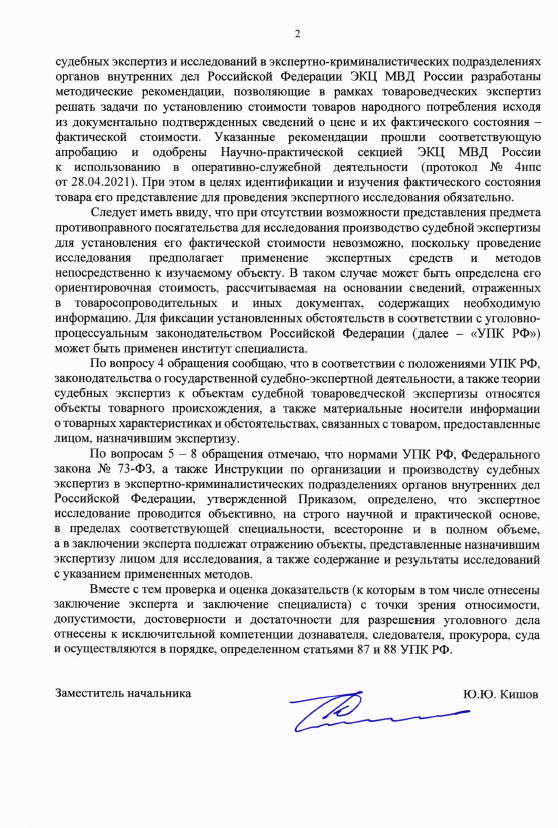 2
судебных экспертиз и исследований в экспертно-криминалистических подразделениях
органов внутренних дел Российской Федерации ЭКЦ МВД России разработаны
методические рекомендации, позволяющие в рамках товароведческих экспертиз
решать задачи по установлению стоимости товаров народного потребления исходя
из документально подтвержденных сведений о цене и их фактического состояния –
фактической стоимости. Указанные рекомендации прошли соответствующую
апробацию и одобрены Научно-практической секцией ЭКЦ МВД России
к использованию в оперативно-служебной деятельности (протокол № 4нпс
от 28.04.2021). При этом в целях идентификации и изучения фактического состояния
товара его представление для проведения экспертного исследования обязательно.
Следует иметь ввиду, что при отсутствии возможности представления предмета
противоправного посягательства для исследования производство судебной экспертизы
для установления его фактической стоимости невозможно, поскольку проведение
исследования предполагает применение экспертных средств и методов
непосредственно к изучаемому объекту. В таком случае может быть определена его
ориентировочная стоимость, рассчитываемая на основании сведений, отраженных
в товаросопроводительных и иных документах, содержащих необходимую
информацию. Для фиксации установленных обстоятельств в соответствии с уголовно-
процессуальным законодательством Российской Федерации (далее – «УПК РФ»)
может быть применен институт специалиста.
По вопросу 4 обращения сообщаю, что в соответствии с положениями УПК РФ,
законодательства о государственной судебно-экспертной деятельности, а также теории
судебных экспертиз к объектам судебной товароведческой экспертизы относятся
объекты товарного происхождения, а также материальные носители информации
о товарных характеристиках и обстоятельствах, связанных с товаром, предоставленные
лицом, назначившим экспертизу.
По вопросам 5 – 8 обращения отмечаю, что нормами УПК РФ, Федерального
закона № 73-ФЗ, а также Инструкции по организации и производству судебных
экспертиз в экспертно-криминалистических подразделениях органов внутренних дел
Российской Федерации, утвержденной Приказом, определено, что экспертное
исследование проводится объективно, на строго научной и практической основе,
в пределах соответствующей специальности, всесторонне и в полном объеме,
а в заключении эксперта подлежат отражению объекты, представленные назначившим
экспертизу лицом для исследования, а также содержание и результаты исследований
с указанием примененных методов.
Вместе с тем проверка и оценка доказательств (к которым в том числе отнесены
заключение эксперта и заключение специалиста) с точки зрения относимости,
допустимости, достоверности и достаточности для разрешения уголовного дела
отнесены к исключительной компетенции дознавателя, следователя, прокурора, суда
и осуществляются в порядке, определенном статьями 87 и 88 УПК РФ.
Заместитель начальника Ю.Ю. Кишов